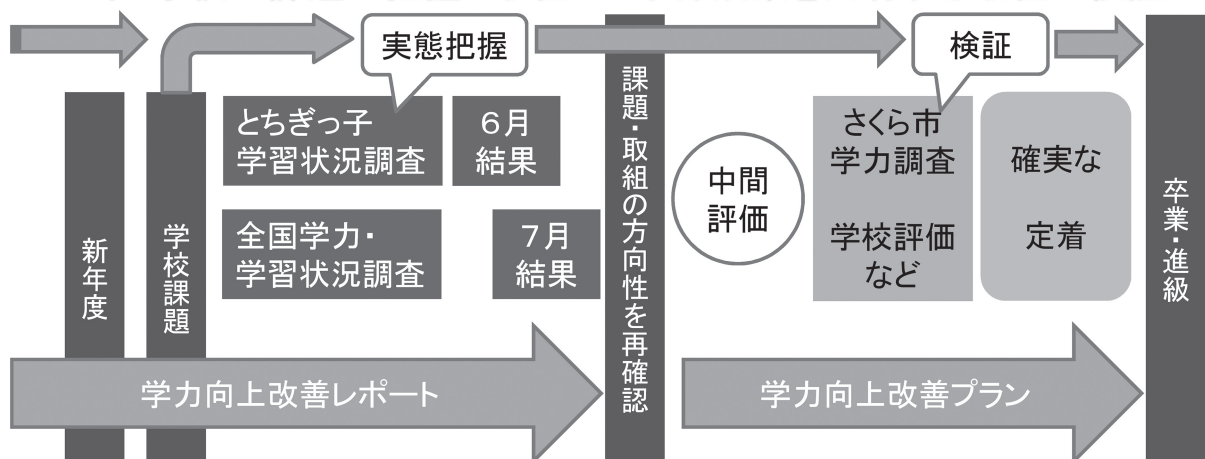 実態把握
検証
新年度
学校課題
とちぎっ子
学習状況調査
6月
結果
全国学力・
学習状況調査
7月
結果
課題・取組の方向性を再確認
中間
評価
さくら市
学力調査
学校評価
など
確実な
定着
卒業・進級
学力向上改善レポート
学力向上改善プラン